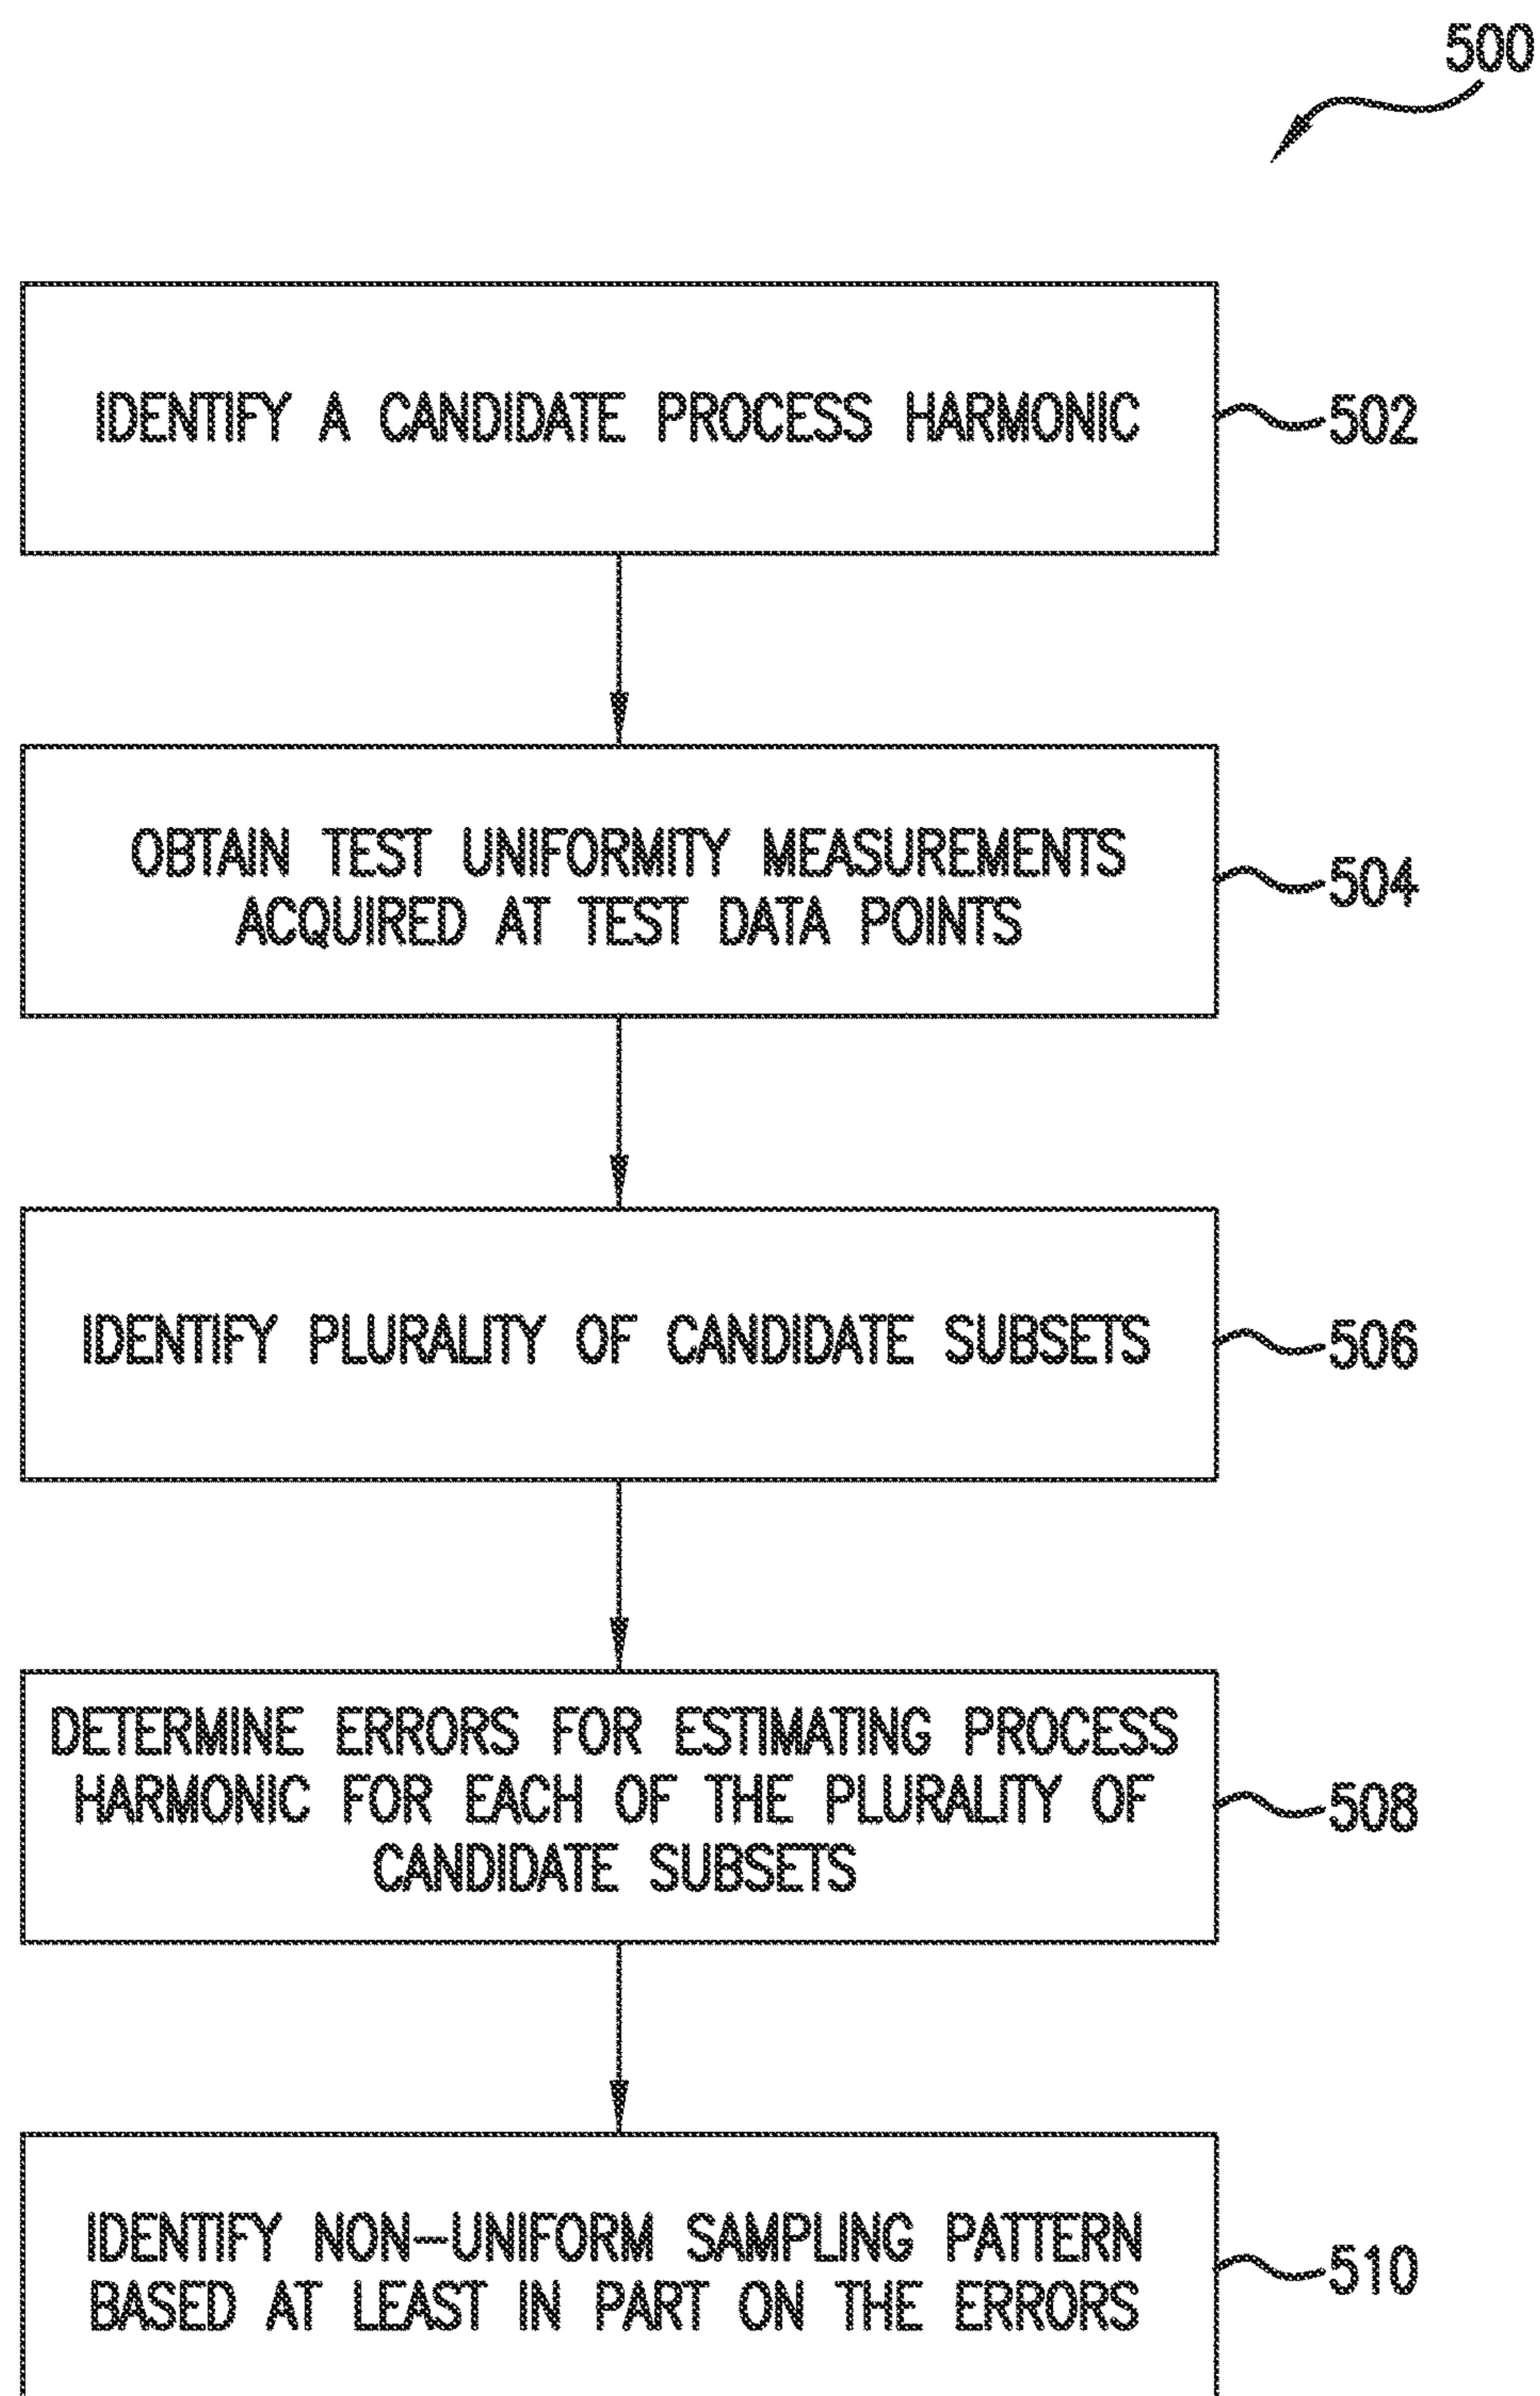 500
IDENTIFY A CANDIDATE PROCESS HARMONIC
502
OBTAIN TEST UNIFORMITY MEASUREMENTS
ACQUIRED AT TEST DATA POINTS
504
IDENTIFY PLURALITY OF CANDIDATE SUBSETS
506
DETERMINE ERRORS FOR ESTIMATING PROCESS
HARMONIC FOR EACH OF THE PLURALITY OF
CANDIDATE SUBSETS
508
IDENTIFY NON-UNIFORM SAMPLING PATTERN
BASED AT LEAST IN PART ON THE ERRORS
510